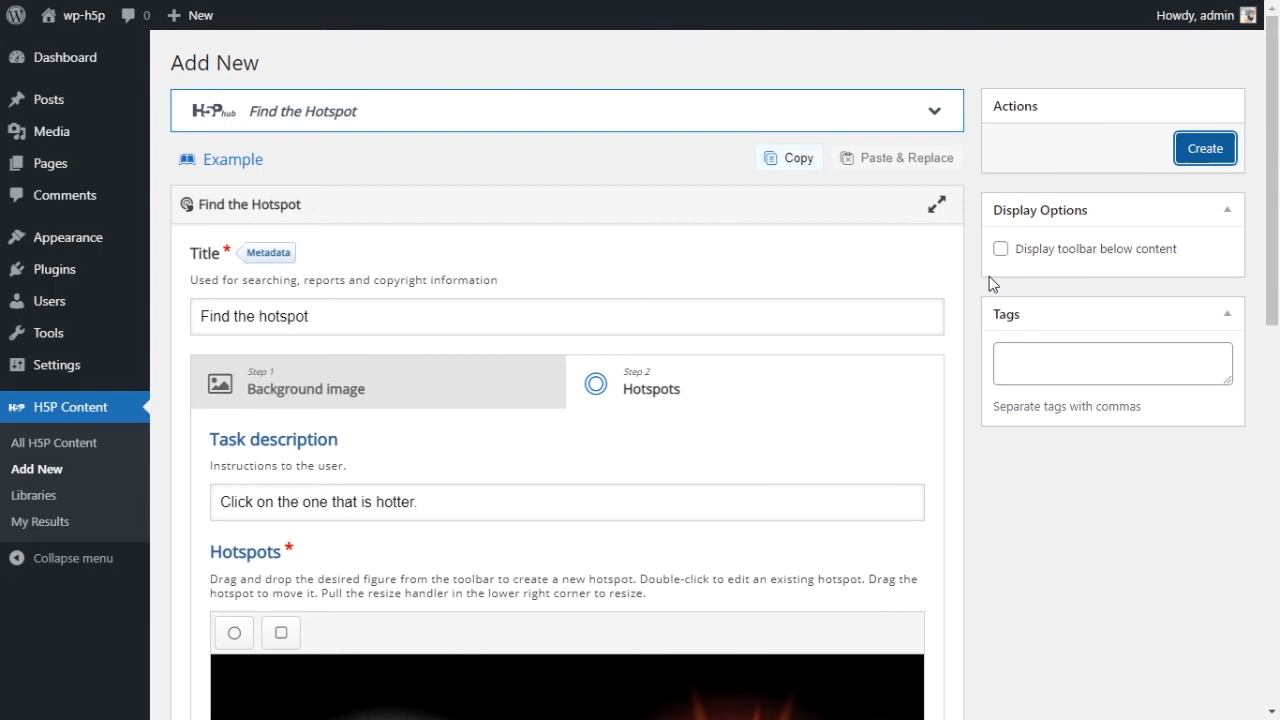 wp-h5p
0
New
Howdy, admin
Dashboard
Posts
Media
Pages
Comments
Appearance
Plugins
Users
Tools
Settings
H5P H5P Content
All H5P Content
Add New
Libraries
My Results
Collapse menu
Add New
H5P hub Find the Hotspot
Example
Copy
Paste & Replace
Find the Hotspot
Title * Metadata
Used for searching, reports and copyright information
Find the hotspot
Step 1
Background image
Step 2
Hotspots
Task description
Instructions to the user.
Click on the one that is hotter.
Hotspots *
Drag and drop the desired figure from the toolbar to create a new hotspot. Double-click to edit an existing hotspot. Drag the
hotspot to move it. Pull the resize handler in the lower right corner to resize.
Actions
Create
Display Options
Display toolbar below content
Tags
Separate tags with commas